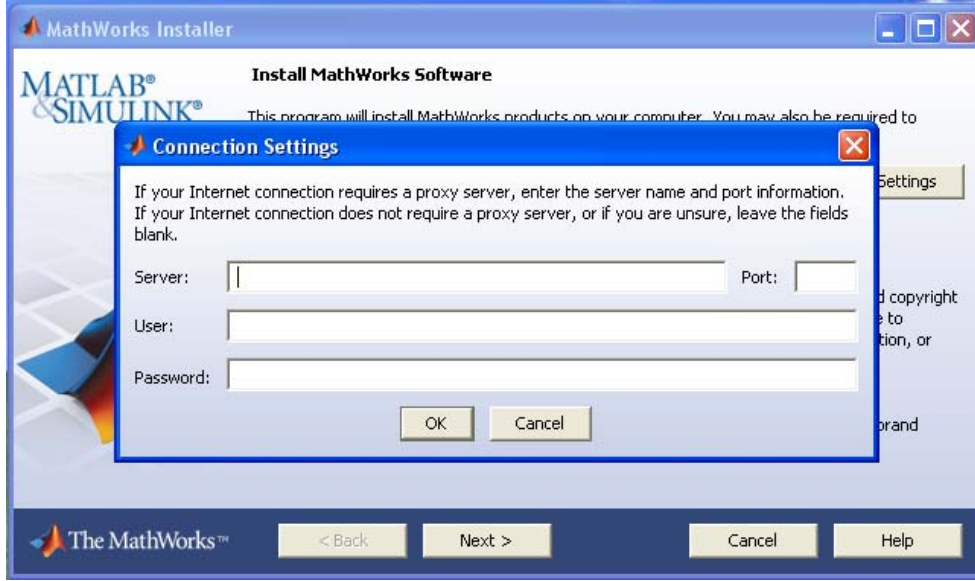 MathWorks Installer
MATLAB®
&SIMULINK®
Install MathWorks Software
This program will install MathWorks products on your computer. You may also be required to
Connection Settings
Settings
If your Internet connection requires a proxy server, enter the server name and port information.
If your Internet connection does not require a proxy server, or if you are unsure, leave the fields
blank.
Server:
Port:
d copyright
User:
e to
tion, or
Password:
OK
Cancel
brand
The MathWorks™
< Back
Next >
Cancel
Help